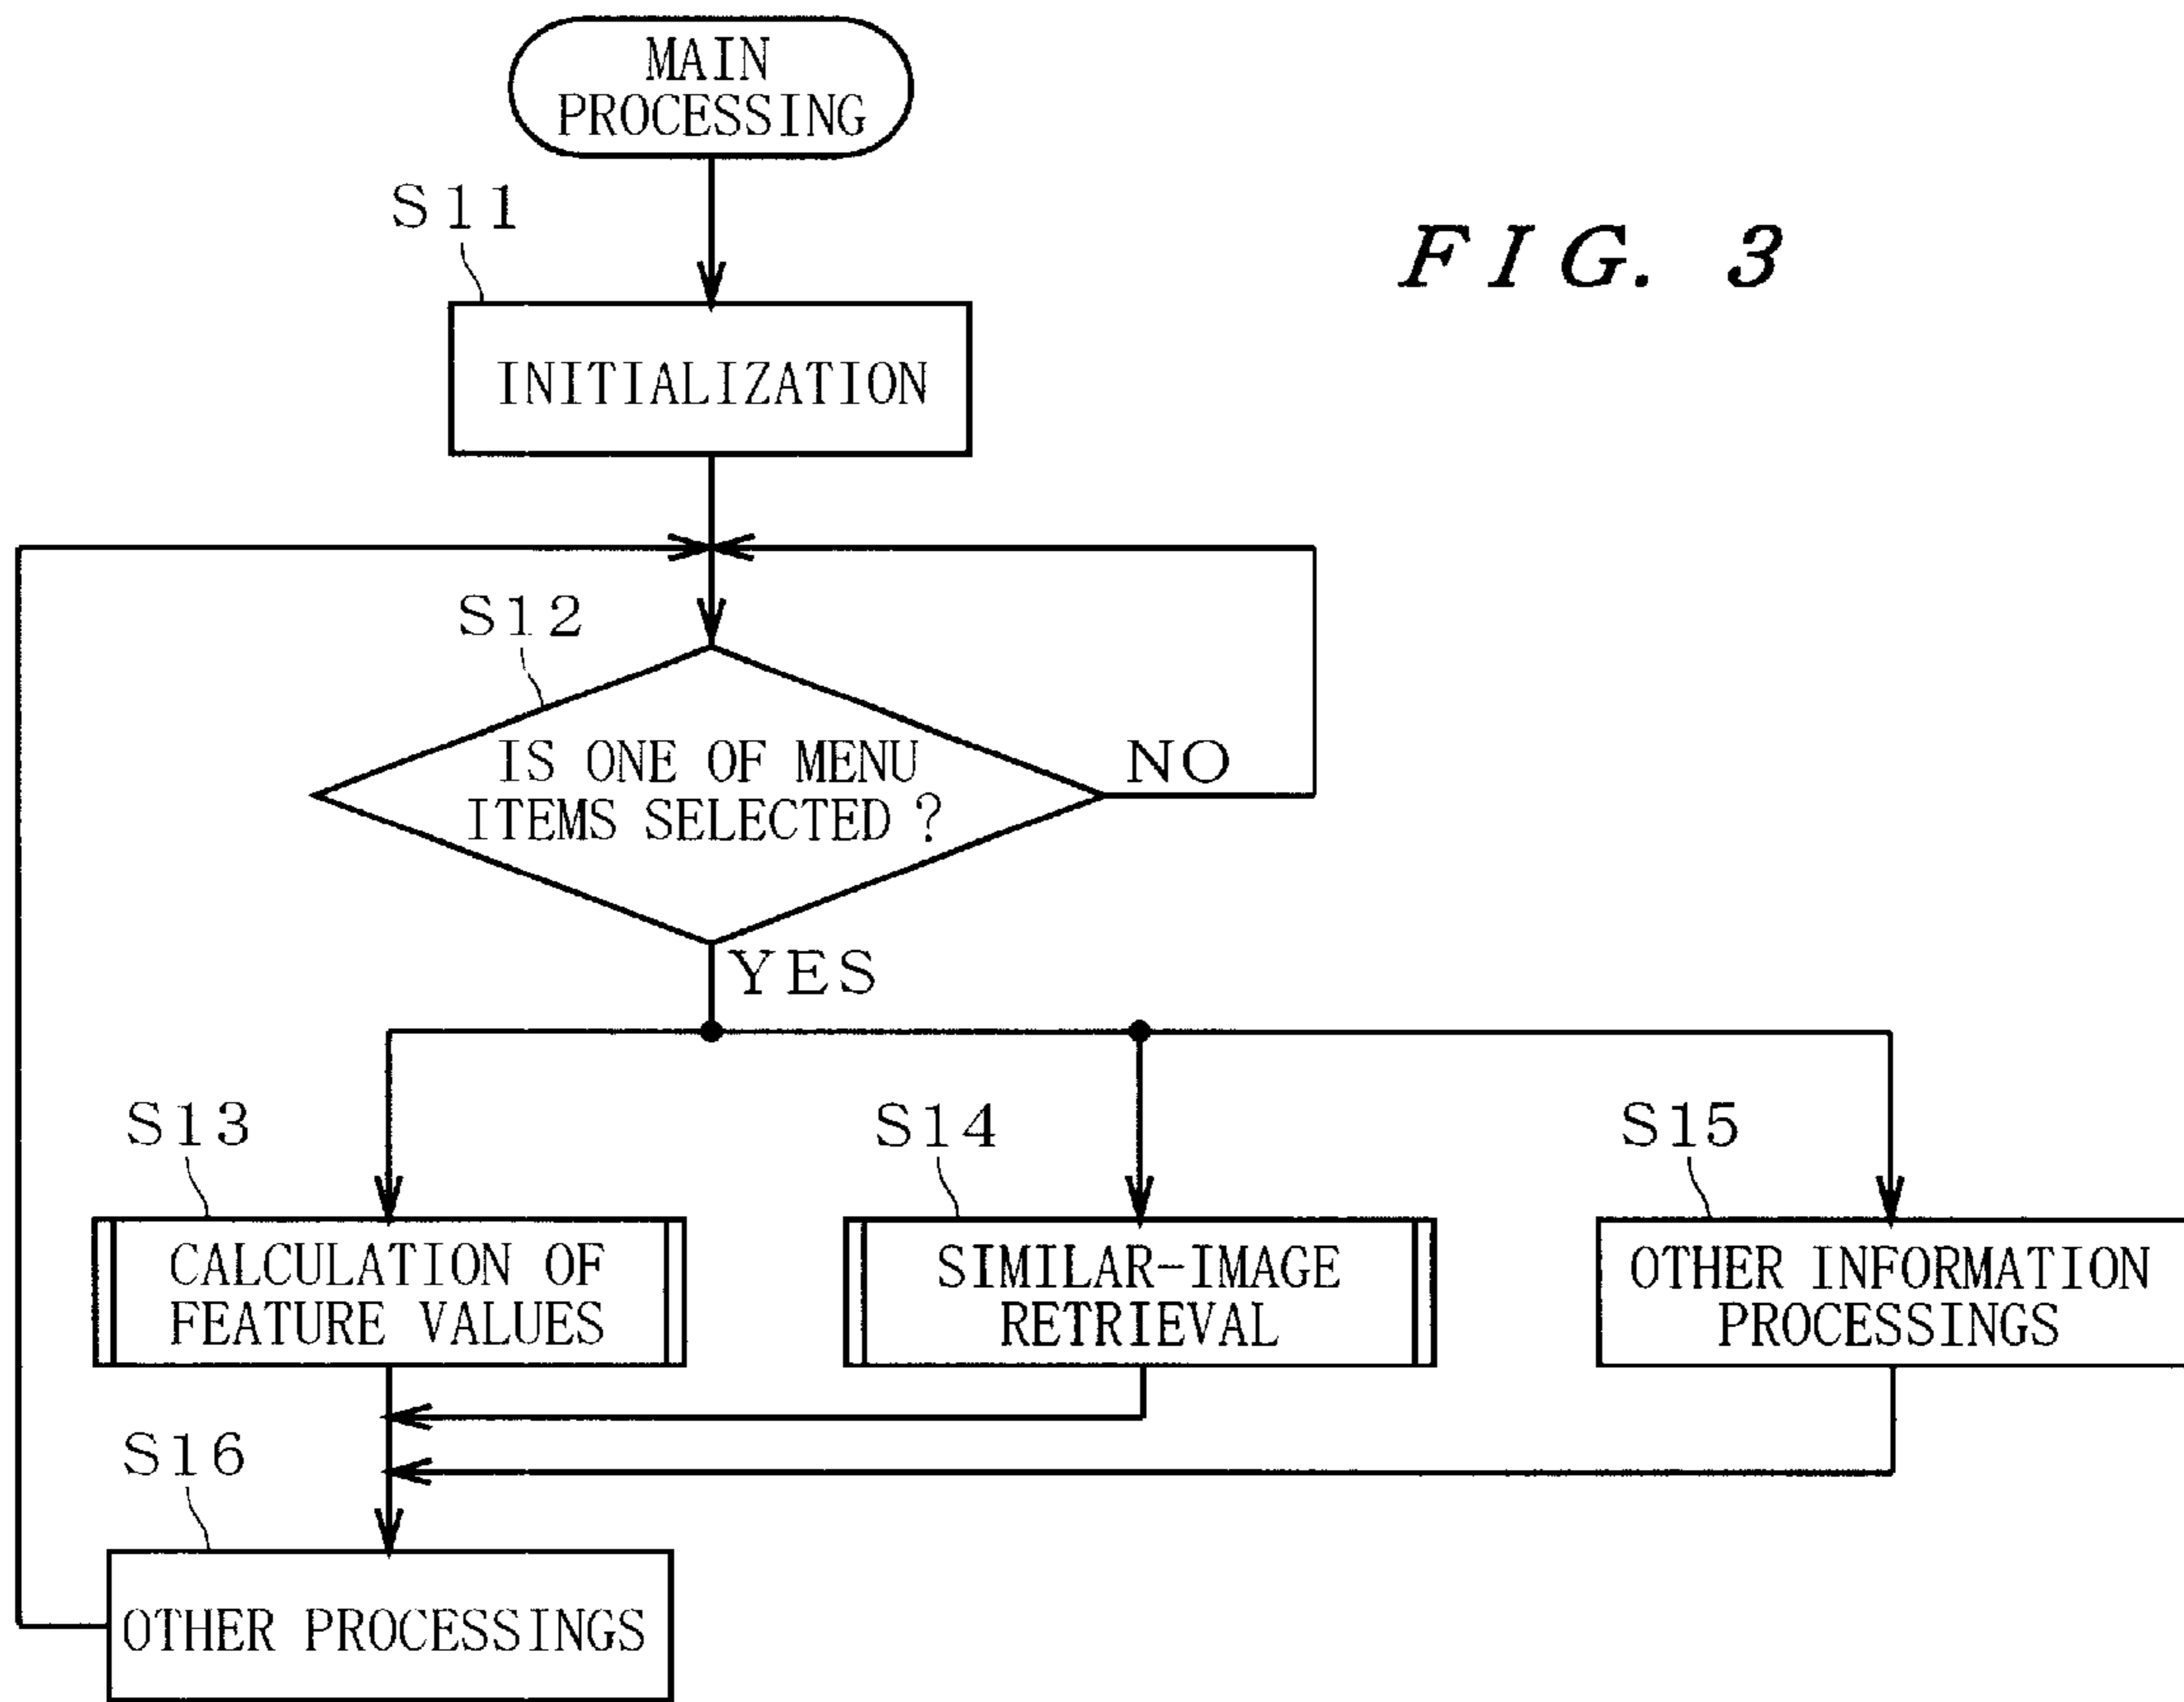 MAIN
PROCESSING
S11
FIG. 3
INITIALIZATION
S12
IS ONE OF MENU
ITEMS SELECTED ?
NO
YES
S13
S14
S15
CALCULATION OF
FEATURE VALUES
SIMILAR-IMAGE
RETRIEVAL
OTHER INFORMATION
PROCESSINGS
S16
OTHER PROCESSINGS